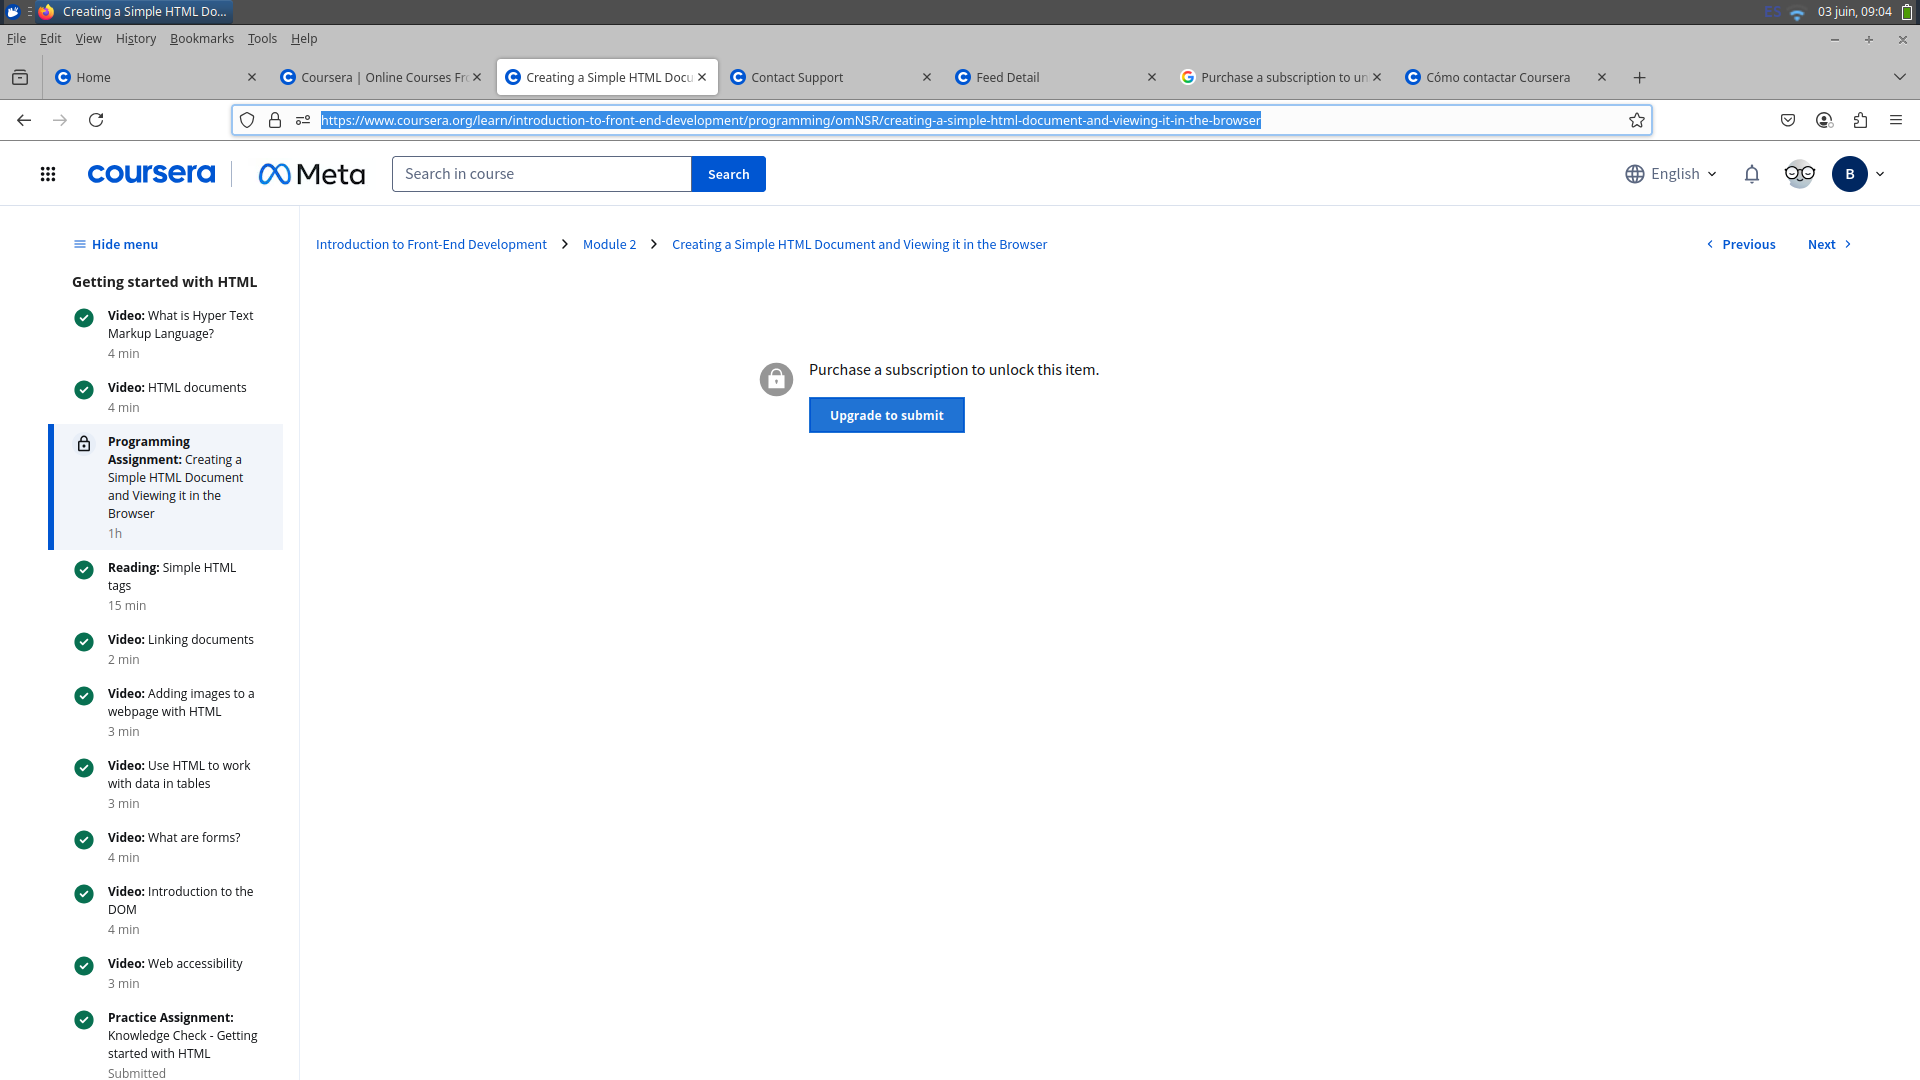 Creating a Simple HTML Do...
ES
03 juin, 09:04
File Edit View History Bookmarks Tools Help
Home
Coursera | Online Courses Fr
Creating a Simple HTML Docu
Contact Support
Feed Detail
Purchase a subscription to un
Cómo contactar Coursera
https://www.coursera.org/learn/introduction-to-front-end-development/programming/omNSR/creating-a-simple-html-document-and-viewing-it-in-the-browser
coursera
Meta
Search in course
Search
English
B
Hide menu
Introduction to Front-End Development
Module 2
Creating a Simple HTML Document and Viewing it in the Browser
Previous
Next
Getting started with HTML
Video: What is Hyper Text
Markup Language?
4 min
Video: HTML documents
4 min
Programming
Assignment: Creating a
Simple HTML Document
and Viewing it in the
Browser
1h
Reading: Simple HTML
tags
15 min
Video: Linking documents
2 min
Video: Adding images to a
webpage with HTML
3 min
Video: Use HTML to work
with data in tables
3 min
Video: What are forms?
4 min
Video: Introduction to the
DOM
4 min
Video: Web accessibility
3 min
Practice Assignment:
Knowledge Check - Getting
started with HTML
Submitted
Purchase a subscription to unlock this item.
Upgrade to submit